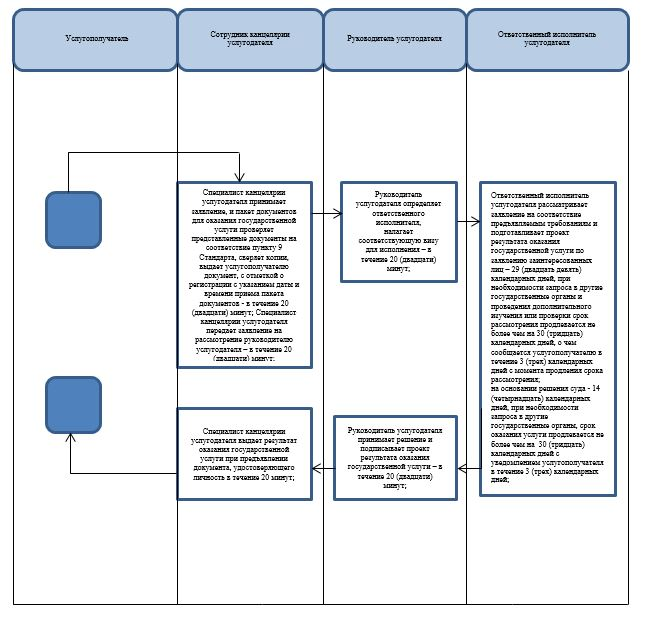 Услугополучатель
Сотрудник канцелярии
услугодателя
Руководитель услугодателя
Ответственный исполнитель
услугодателя
Специалист канцелярии
услугодателя принимает
заявление, и пакет документов
для оказания государственной
услуги проверяет
представленные документы на
соответствие пункту 9
Стандарта, сверяет копии,
выдает услугополучателю
документ, с отметкой о
регистрации с указанием даты и
времени приема пакета
документов - в течение 20
(двадцати) минут; Специалист
канцелярии услугодателя
передает заявление на
рассмотрение руководителю
услугодателя – в течение 20
(двадцати) минут;
Руководитель
услугодателя определяет
ответственного
исполнителя,
налагает
соответствующую визу
для исполнения – в
течение 20 (двадцати)
минут;
Ответственный исполнитель
услугодателя рассматривает
заявление на соответствие
предъявляемым требованиям и
подготавливает проект
результата оказания
государственной услуги по
заявлению заинтересованных
лиц – 29 (двадцать девять)
календарных дней, при
необходимости запроса в другие
государственные органы и
проведения дополнительного
изучения или проверки срок
рассмотрения продлевается не
более чем на 30 (тридцать)
календарных дней, о чем
сообщается услугополучателю в
течение 3 (трех) календарных
дней с момента продления срока
рассмотрения;
на основании решения суда - 14
(четырнадцать) календарных
дней, при необходимости
запроса в другие
государственные органы, срок
оказания услуги продлевается не
более чем на 30 (тридцать)
календарных дней с
уведомлением услугополучателя
в течение 3 (трех) календарных
дней;
Специалист канцелярии
услугодателя выдает результат
оказания государственной
услуги при предъявлении
документа, удостоверяющего
личность в течение 20 минут;
Руководитель услугодателя
принимает решение и
подписывает проект
результата оказания
государственной услуги – в
течение 20 (двадцати)
минут;